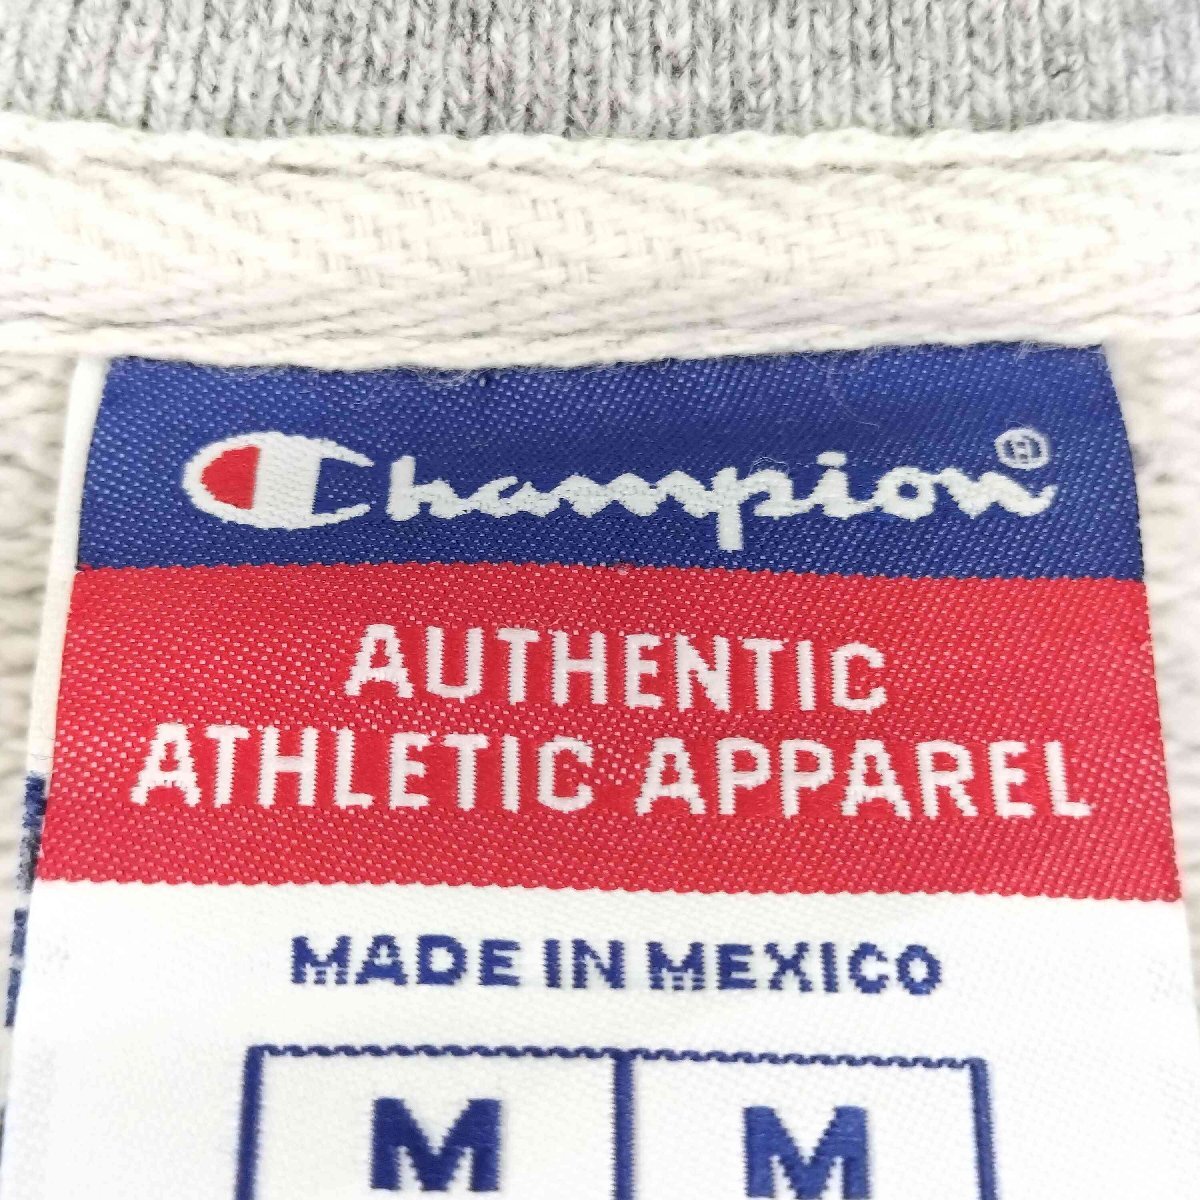 Champion®
AUTHENTIC
ATHLETIC APPAREL
MADE IN MEXICO
M M